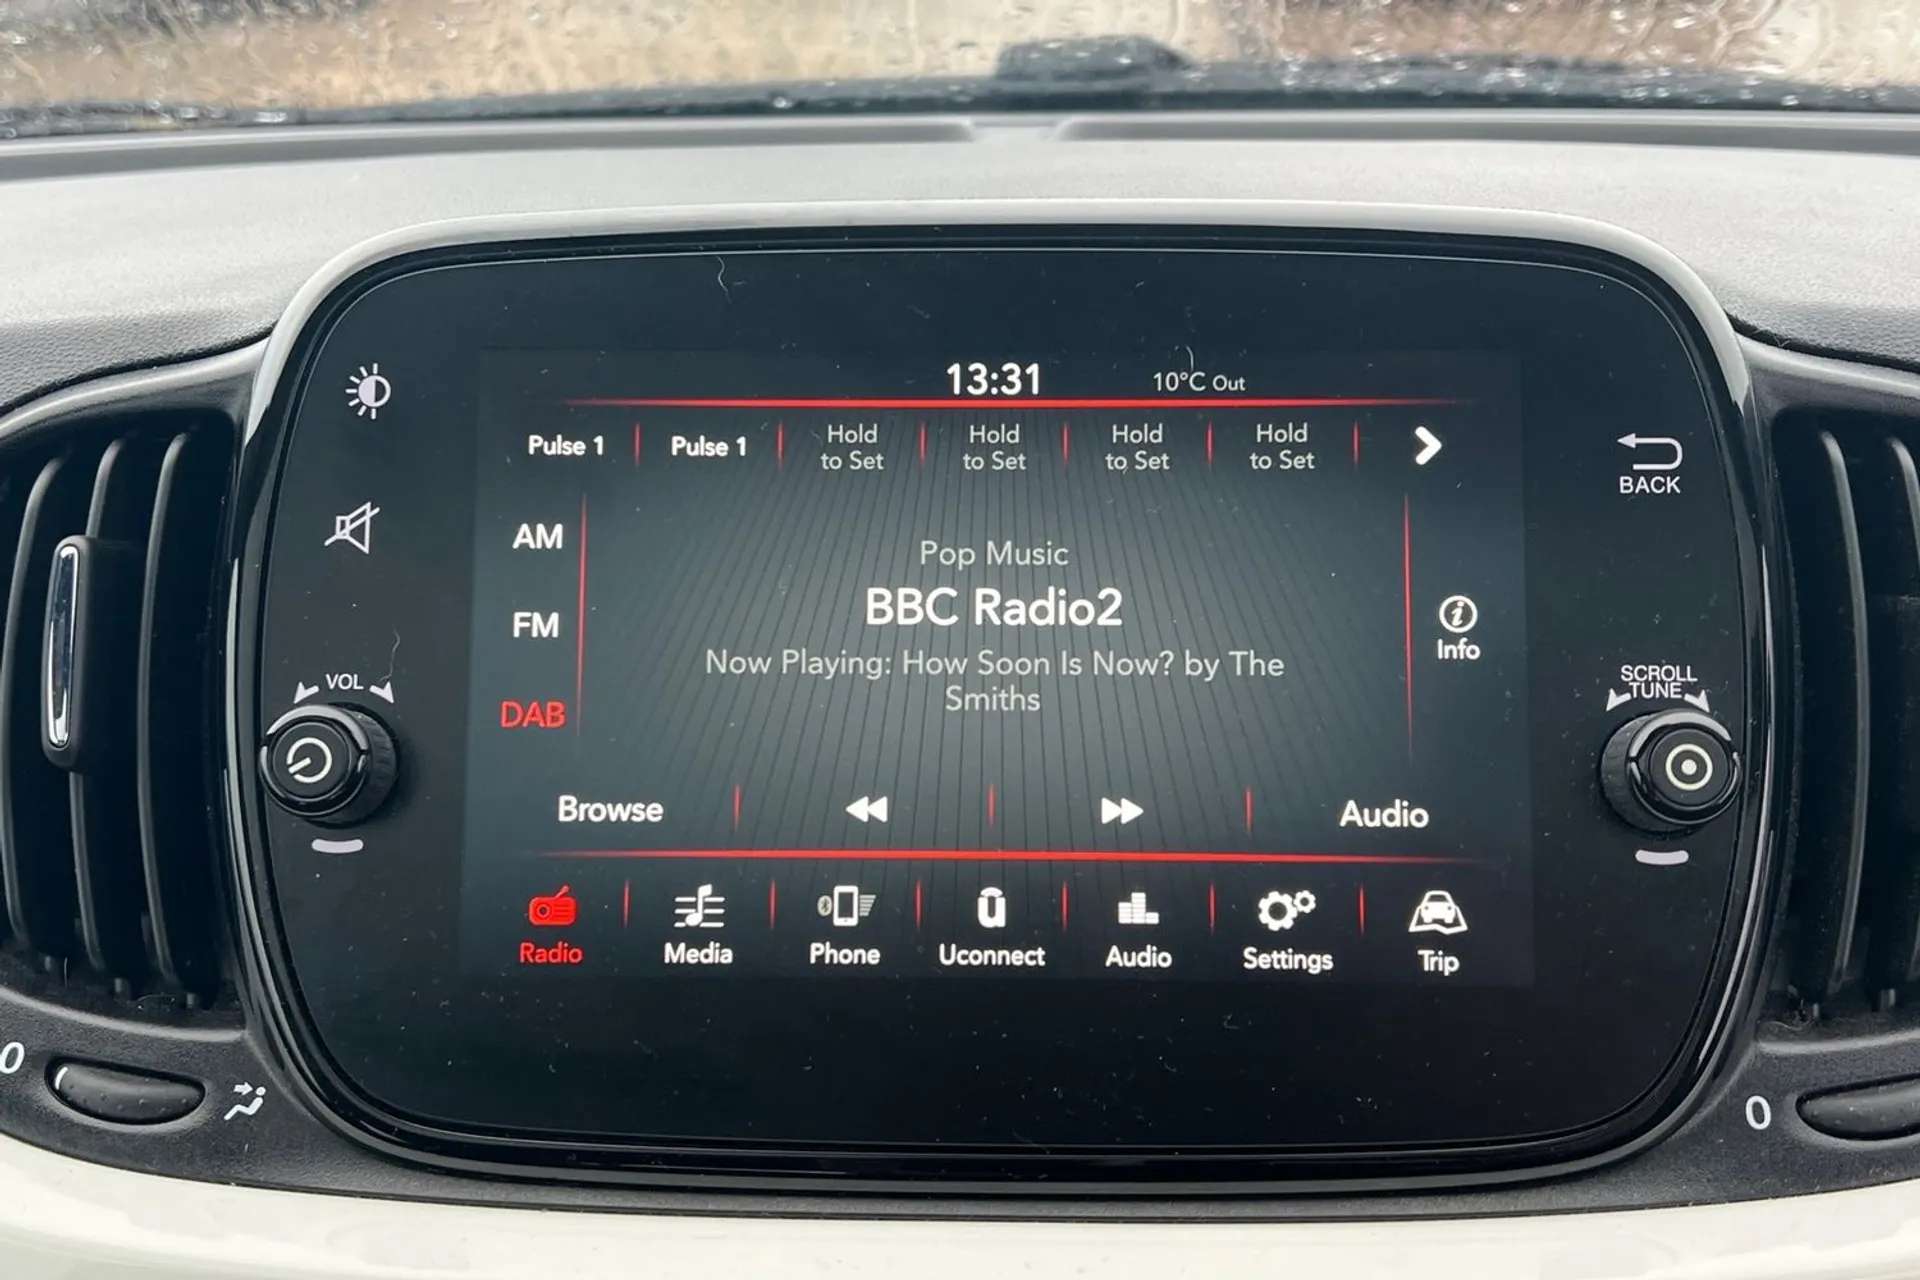 13:31 10°C Out
Pulse 1 Pulse 1 Hold Hold Hold Hold
to Set to Set to Set to Set
BACK
AM
FM
DAB
Pop Music
BBC Radio2
Now Playing: How Soon Is Now? by The
Smiths
i
Info
VOL
SCROLL
TUNE
Browse Audio
Radio Media Phone Uconnect Audio Settings Trip
0 0